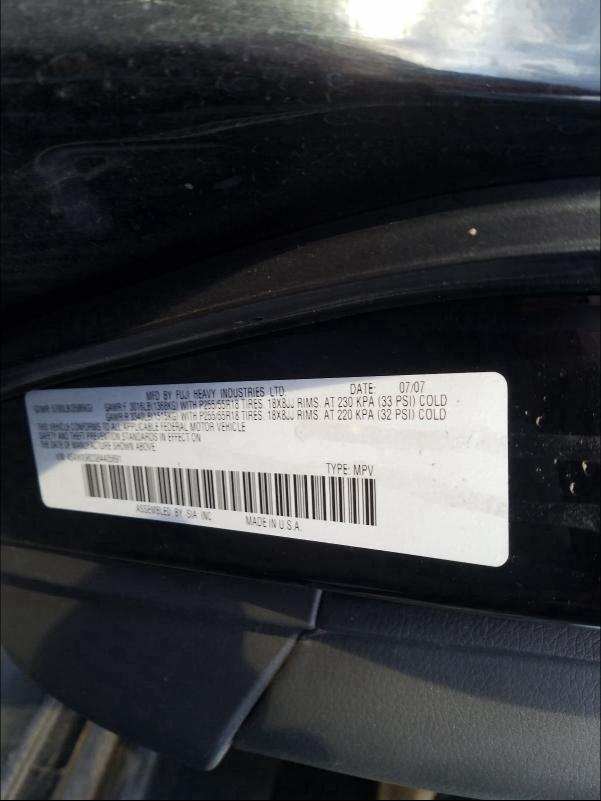 MFD BY FUJI HEAVY INDUSTRIES LTD DATE: 07/07
GAWR F 3016LB(1368KG) WITH P255/55R18 TIRES. 18X8JJ RIMS. AT 230 KPA (33 PSI) COLD
WITH P255/55R18 TIRES. 18X8JJ RIMS. AT 220 KPA (32 PSI) COLD
THIS VEHICLE CONFORMS TO ALL APPLICABLE FEDERAL MOTOR VEHICLE
SAFETY AND THEFT PREVENTION STANDARDS IN EFFECT ON
THE DATE OF MANUFACTURE SHOWN ABOVE.
TYPE: MPV
ASSEMBLED BY SIA INC.
MADE IN U.S.A.